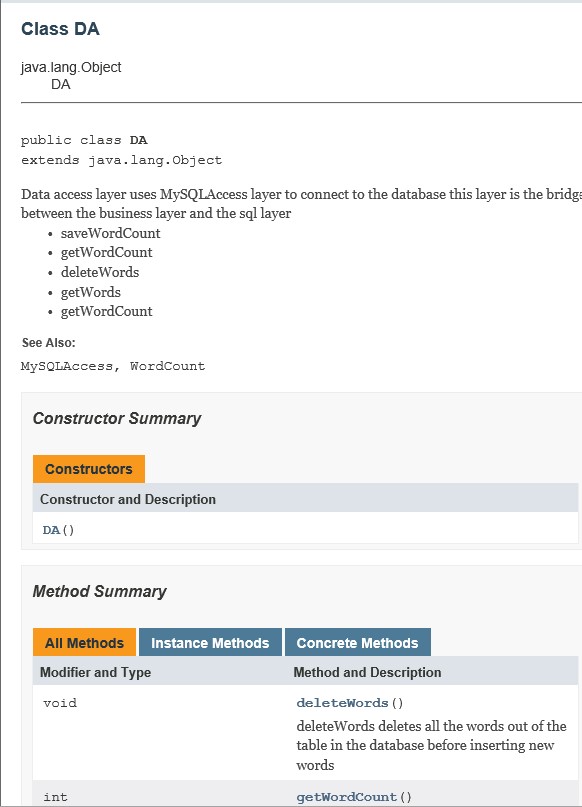 Class DA
java.lang.Object
DA
public class DA
extends java.lang.Object
Data access layer uses MySQLAccess layer to connect to the database this layer is the
between the business layer and the sql layer
• saveWordCount
• getWordCount
• deleteWords
• getWords
• getWordCount
See Also:
MySQLAccess, WordCount
Constructor Summary
Constructors
Constructor and Description
DA()
Method Summary
All Methods Instance Methods Concrete Methods
Modifier and Type Method and Description
void deleteWords()
deleteWords deletes all the words out of the
table in the database before inserting new
words
int getWordCount()